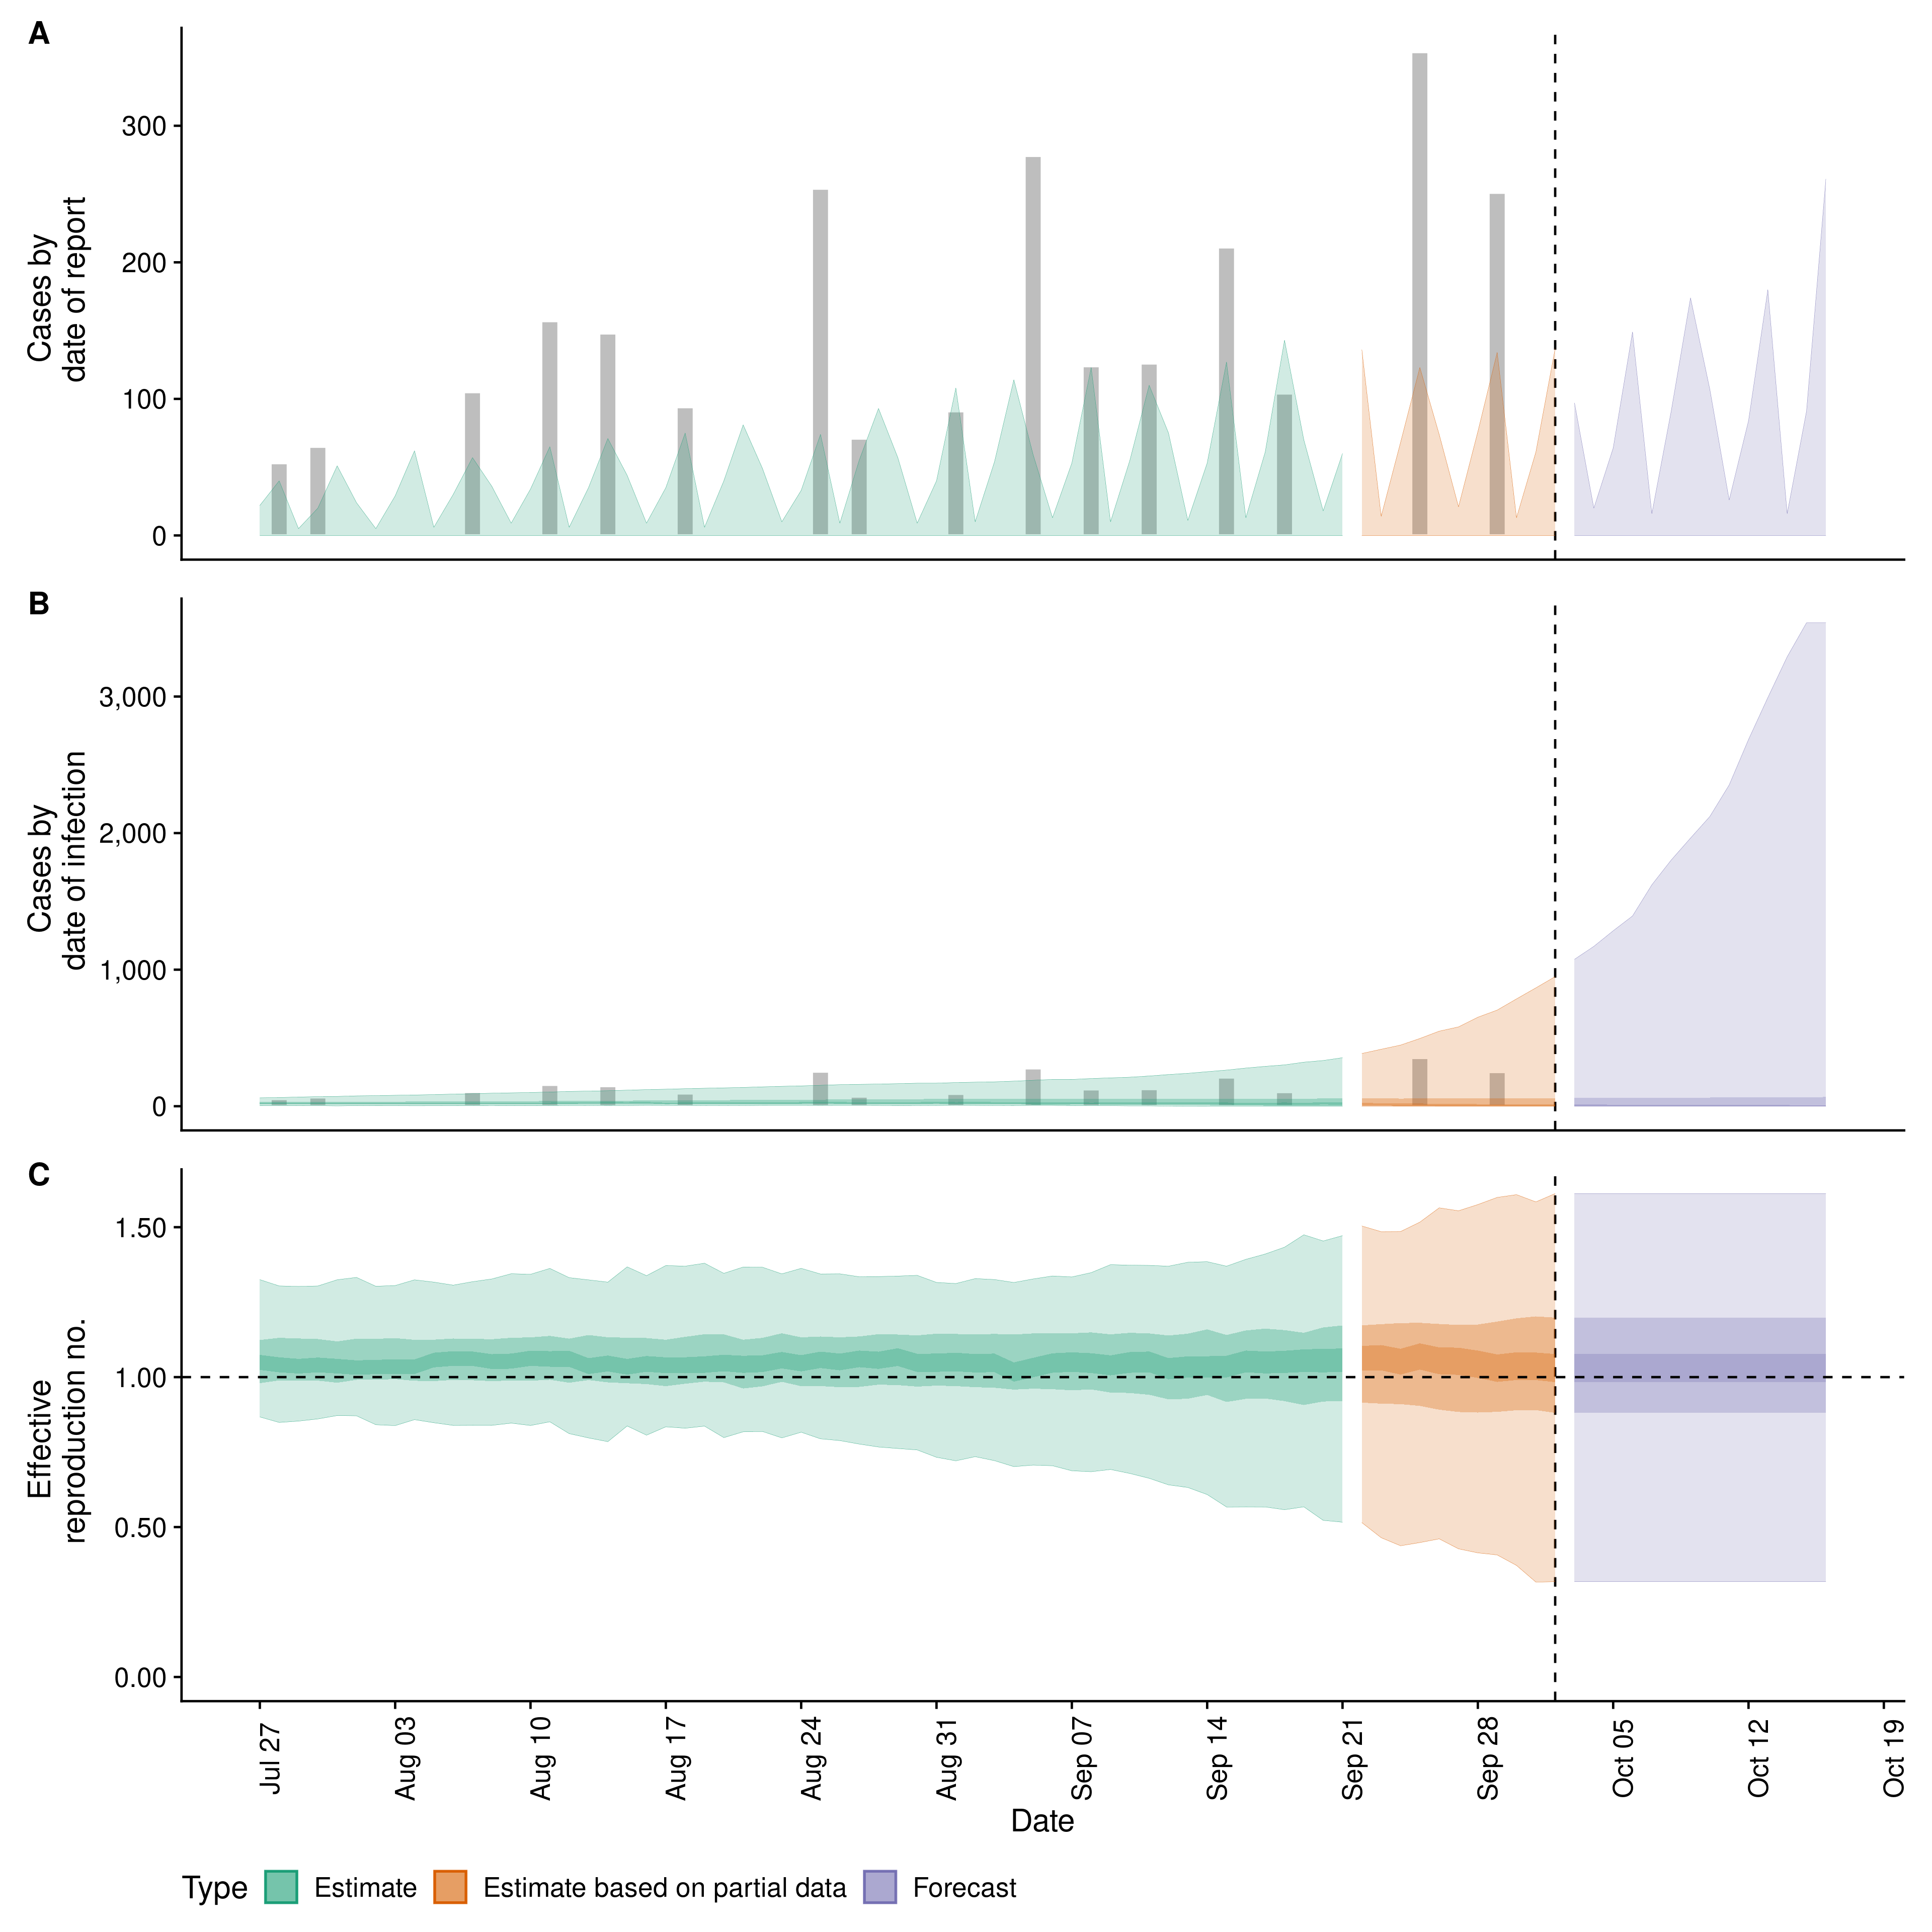 A
Cases by
date of report
300
200
100
0
B
Cases by
date of infection
3,000
2,000
1,000
0
C
Effective
reproduction no.
1.50
1.00
0.50
0.00
Jul 27
Aug 03
Aug 10
Aug 17
Aug 24
Aug 31
Sep 07
Sep 14
Sep 21
Sep 28
Oct 05
Oct 12
Oct 19
Date
Type
Estimate
Estimate based on partial data
Forecast